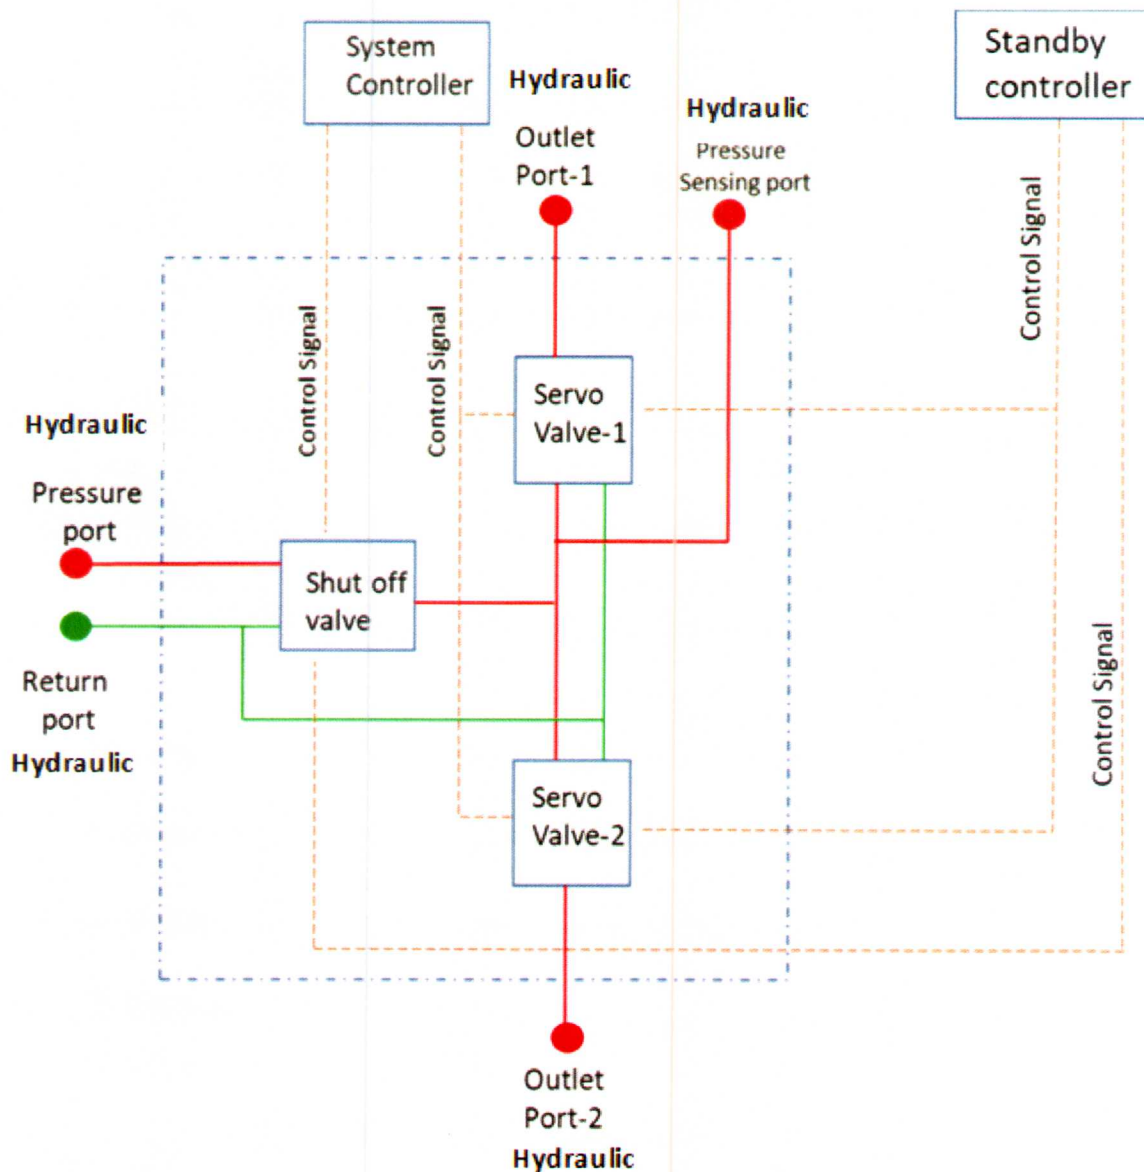 System
Controller
Standby
controller
Hydraulic
Outlet
Port-1
Hydraulic
Pressure
Sensing port
Control Signal
Control Signal
Control Signal
Servo
Valve-1
Hydraulic
Pressure
port
Shut off
valve
Return
port
Hydraulic
Control Signal
Servo
Valve-2
Outlet
Port-2
Hydraulic